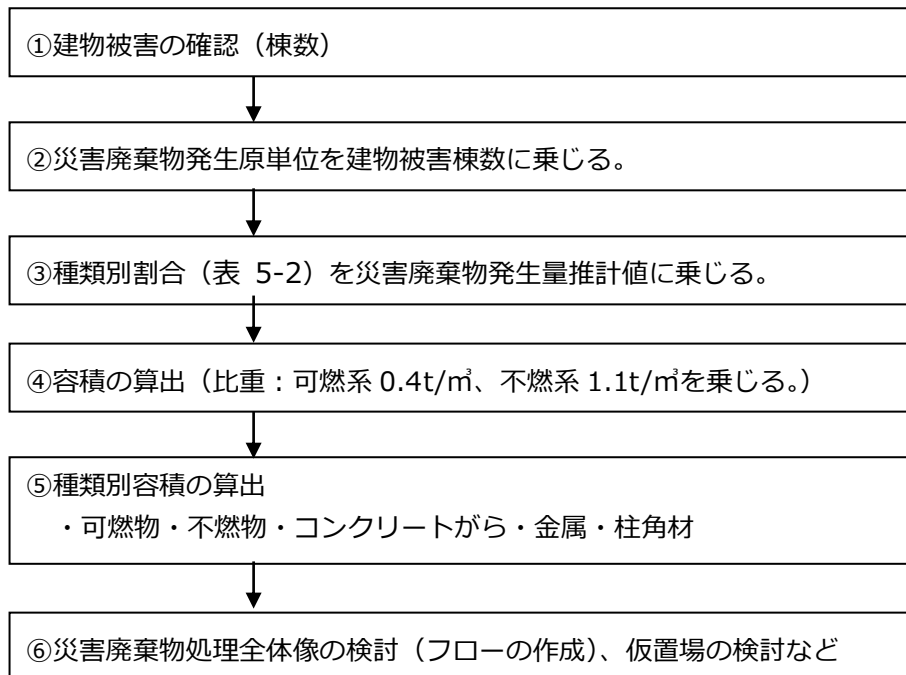 ①建物被害の確認（棟数）
②災害廃棄物発生原単位を建物被害棟数に乗じる。
③種類別割合（表 5-2）を災害廃棄物発生量推計値に乗じる。
④容積の算出（比重：可燃系 0.4t/㎥、不燃系 1.1t/㎥を乗じる。）
⑤種類別容積の算出
・可燃物・不燃物・コンクリートがら・金属・柱角材
⑥災害廃棄物処理全体像の検討（フローの作成）、仮置場の検討など